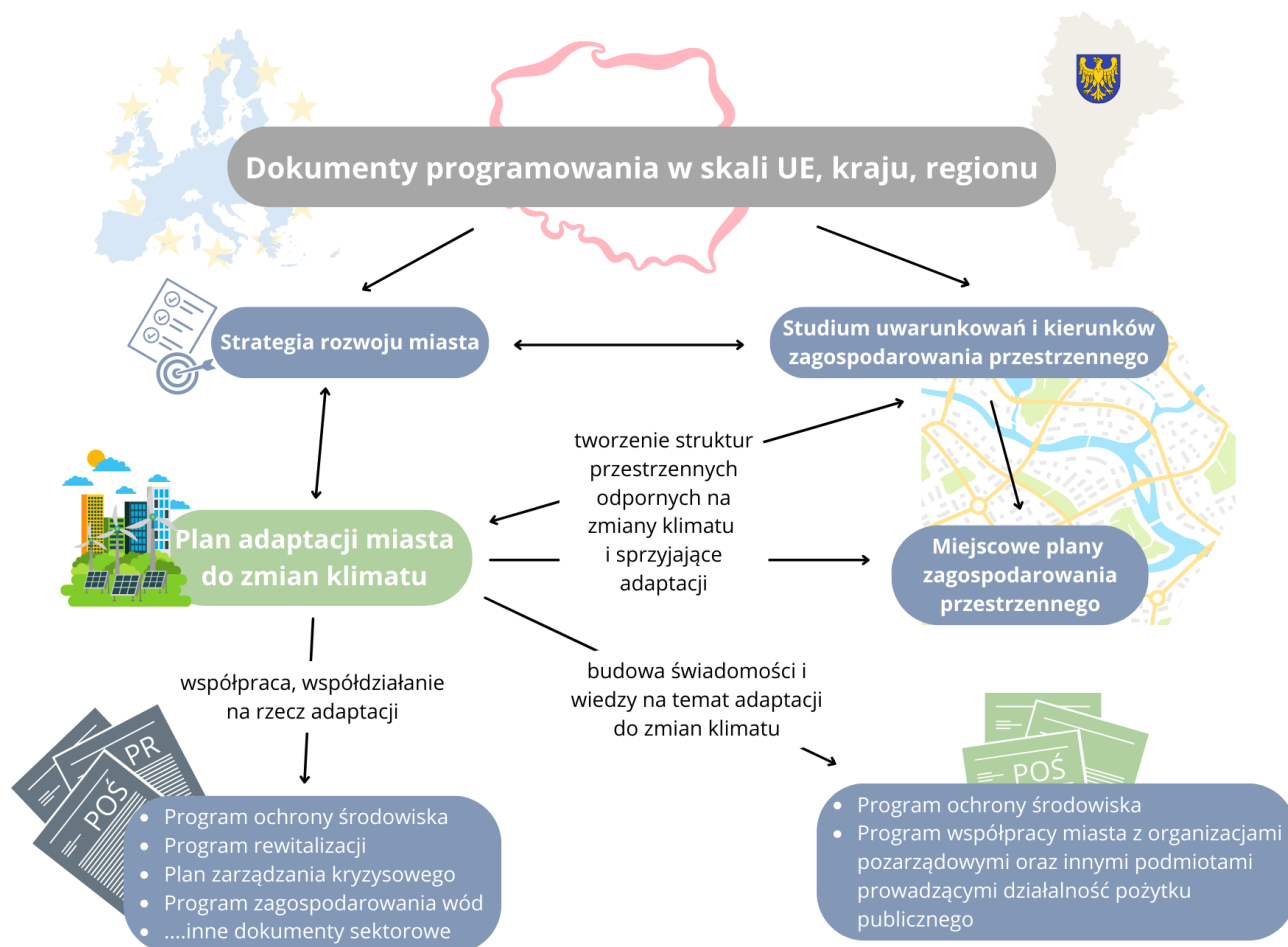 Dokumenty programowania w skali UE, kraju, regionu
Strategia rozwoju miasta
Studium uwarunkowań i kierunków
zagospodarowania przestrzennego
tworzenie struktur
przestrzennych
odpornych na
zmiany klimatu
i sprzyjające
adaptacji
Plan adaptacji miasta
do zmian klimatu
Miejscowe plany
zagospodarowania
przestrzennego
współpraca, współdziałanie
na rzecz adaptacji
budowa świadomości i
wiedzy na temat adaptacji
do zmian klimatu
PR
POŚ
• Program ochrony środowiska
• Program rewitalizacji
• Plan zarządzania kryzysowego
• Program zagospodarowania wód
• ....inne dokumenty sektorowe
POŚ
• Program ochrony środowiska
• Program współpracy miasta z organizacjami
pozarządowymi oraz innymi podmiotami
prowadzącymi działalność pożytku
publicznego